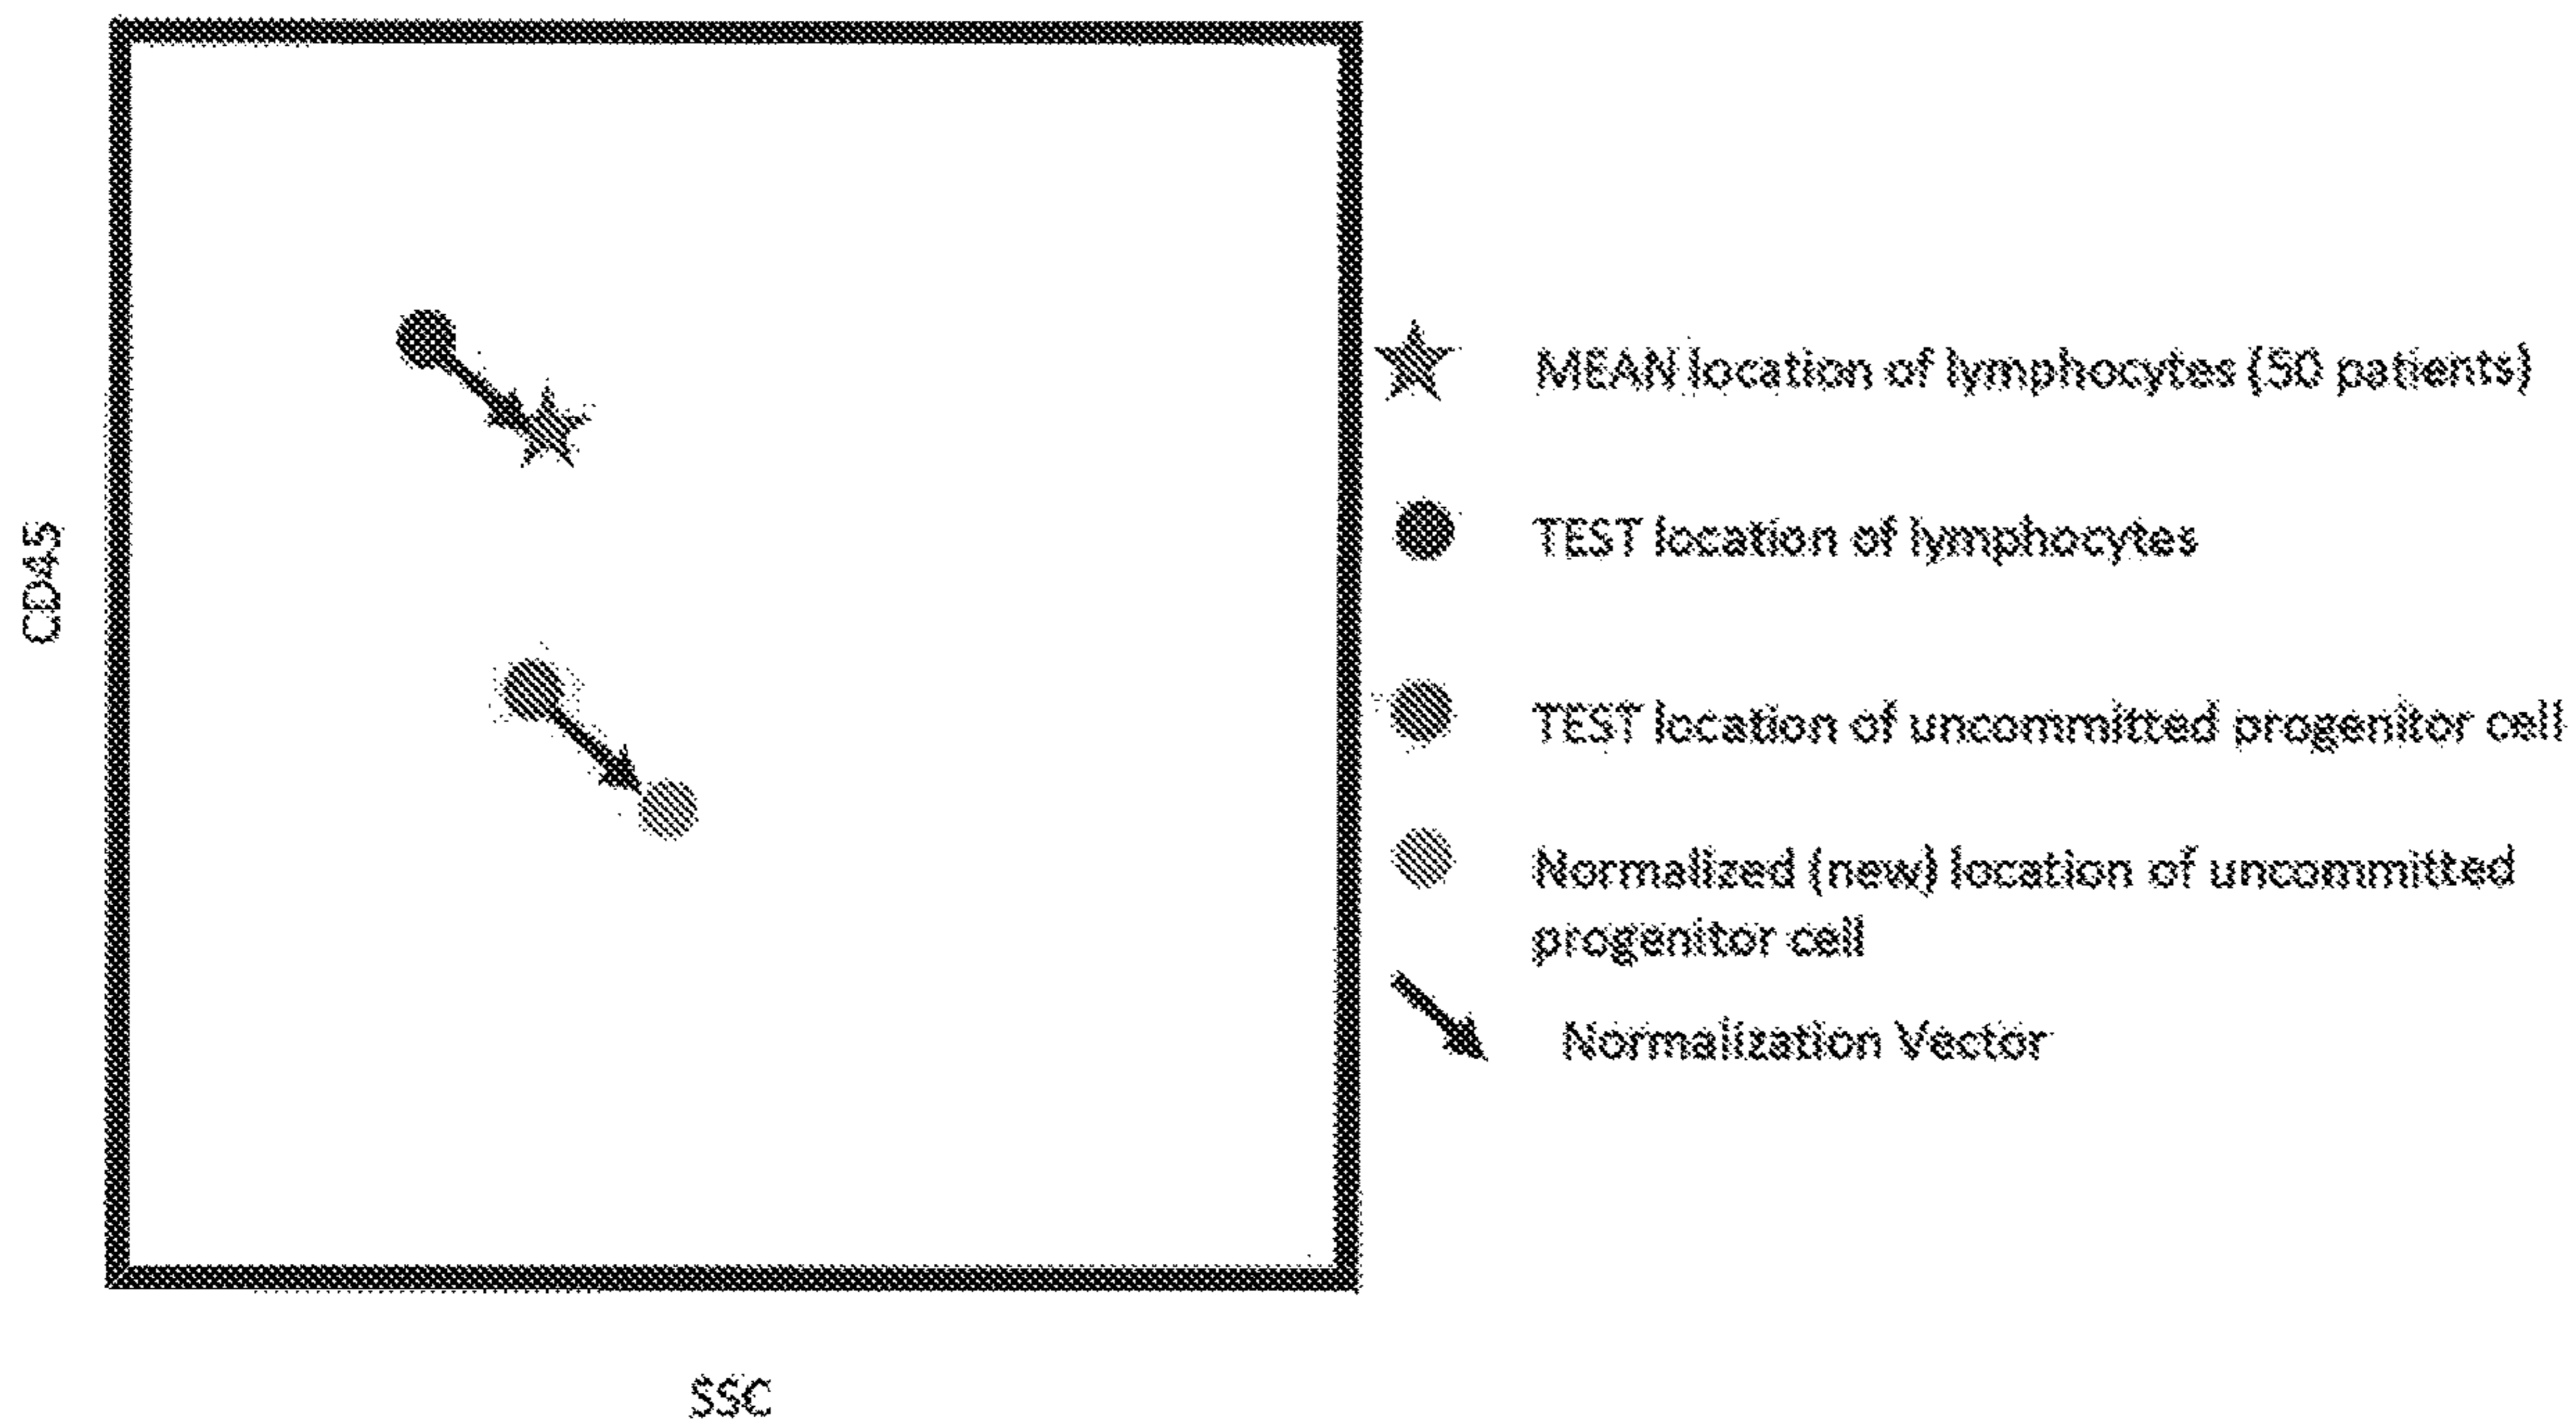 CD45
MEAN location of lymphocytes (50 patients)
TEST location of lymphocytes
TEST location of uncommitted progenitor cell
Normalized (new) location of uncommitted
progenitor cell
Normalization Vector
SSC